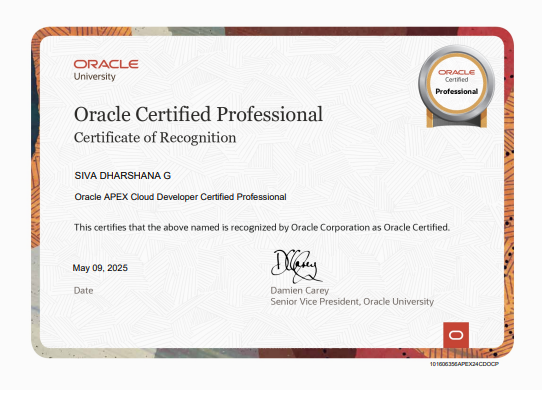 ORACLE
University
ORACLE
Certified
Professional
Oracle Certified Professional
Certificate of Recognition
SIVA DHARSHANA G
Oracle APEX Cloud Developer Certified Professional
This certifies that the above named is recognized by Oracle Corporation as Oracle Certified.
DCarey
May 09, 2025
Date
Damien Carey
Senior Vice President, Oracle University
101606356APEX24CDOCP